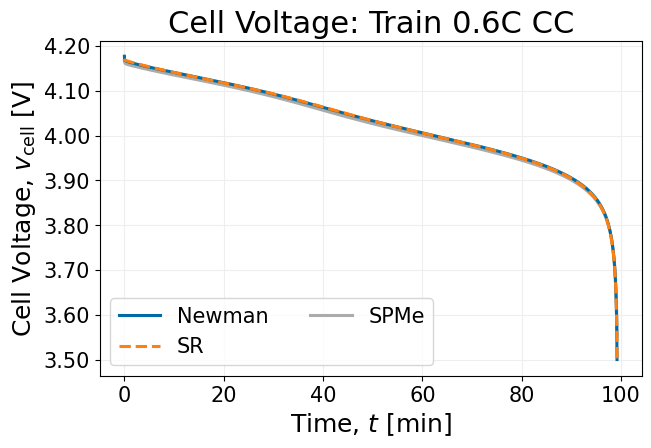 Cell Voltage: Train 0.6C CC
Cell Voltage, v_cell [V]
4.20
4.10
4.00
3.90
3.80
3.70
3.60
3.50
Newman
SR
SPMe
0 20 40 60 80 100
Time, t [min]